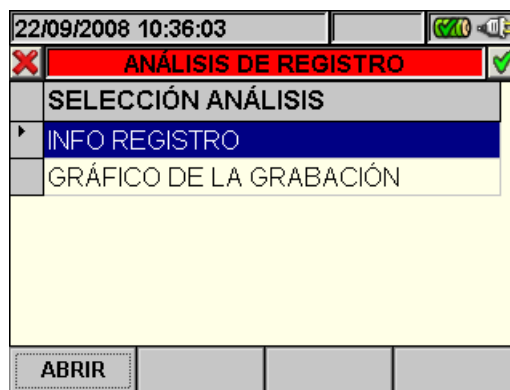 22/09/2008 10:36:03
ANÁLISIS DE REGISTRO
SELECCIÓN ANÁLISIS
INFO REGISTRO
GRÁFICO DE LA GRABACIÓN
ABRIR